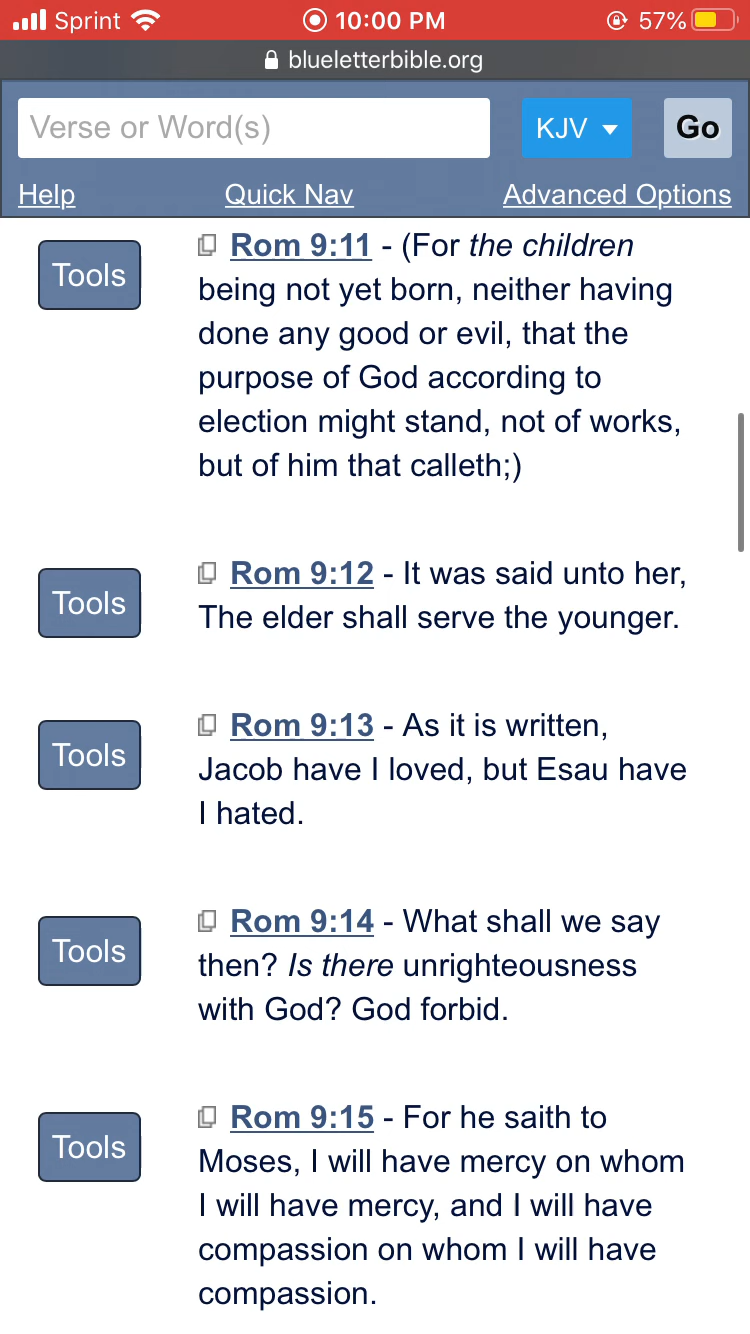 Sprint 10:00 PM 57%
blueletterbible.org
Verse or Word(s) KJV Go
Help Quick Nav Advanced Options
Tools
Rom 9:11 - (For the children
being not yet born, neither having
done any good or evil, that the
purpose of God according to
election might stand, not of works,
but of him that calleth;)
Tools
Rom 9:12 - It was said unto her,
The elder shall serve the younger.
Tools
Rom 9:13 - As it is written,
Jacob have I loved, but Esau have
I hated.
Tools
Rom 9:14 - What shall we say
then? Is there unrighteousness
with God? God forbid.
Tools
Rom 9:15 - For he saith to
Moses, I will have mercy on whom
I will have mercy, and I will have
compassion on whom I will have
compassion.